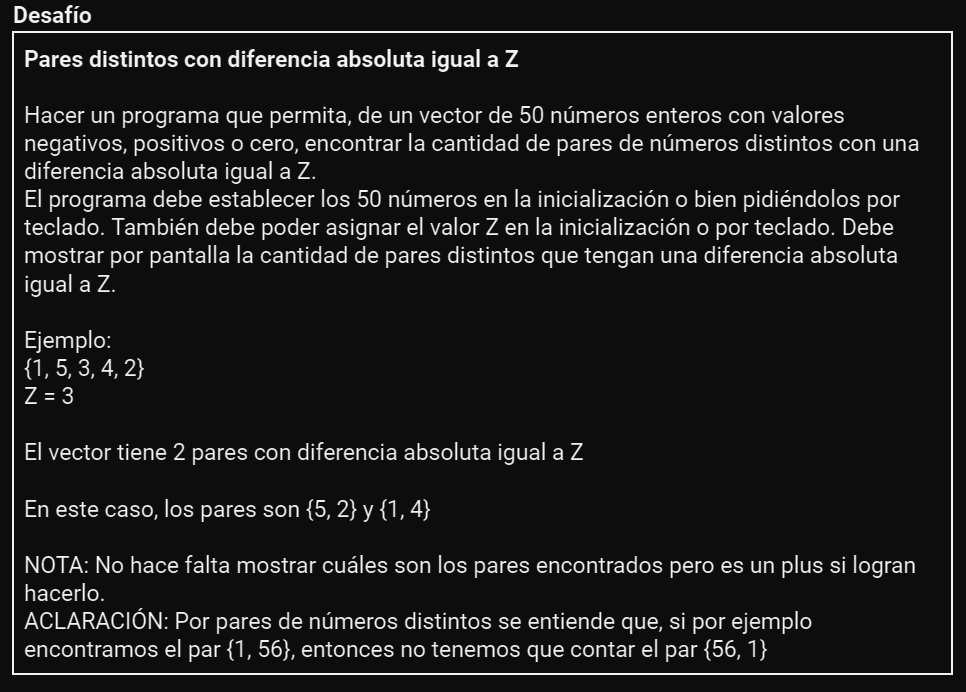 Desafío
Pares distintos con diferencia absoluta igual a Z
Hacer un programa que permita, de un vector de 50 números enteros con valores
negativos, positivos o cero, encontrar la cantidad de pares de números distintos con una
diferencia absoluta igual a Z.
El programa debe establecer los 50 números en la inicialización o bien pidiéndolos por
teclado. También debe poder asignar el valor Z en la inicialización o por teclado. Debe
mostrar por pantalla la cantidad de pares distintos que tengan una diferencia absoluta
igual a Z.
Ejemplo:
{1, 5, 3, 4, 2}
Z = 3
El vector tiene 2 pares con diferencia absoluta igual a Z
En este caso, los pares son {5, 2} y {1, 4}
NOTA: No hace falta mostrar cuáles son los pares encontrados pero es un plus si logran
hacerlo.
ACLARACIÓN: Por pares de números distintos se entiende que, si por ejemplo
encontramos el par {1, 56}, entonces no tenemos que contar el par {56, 1}